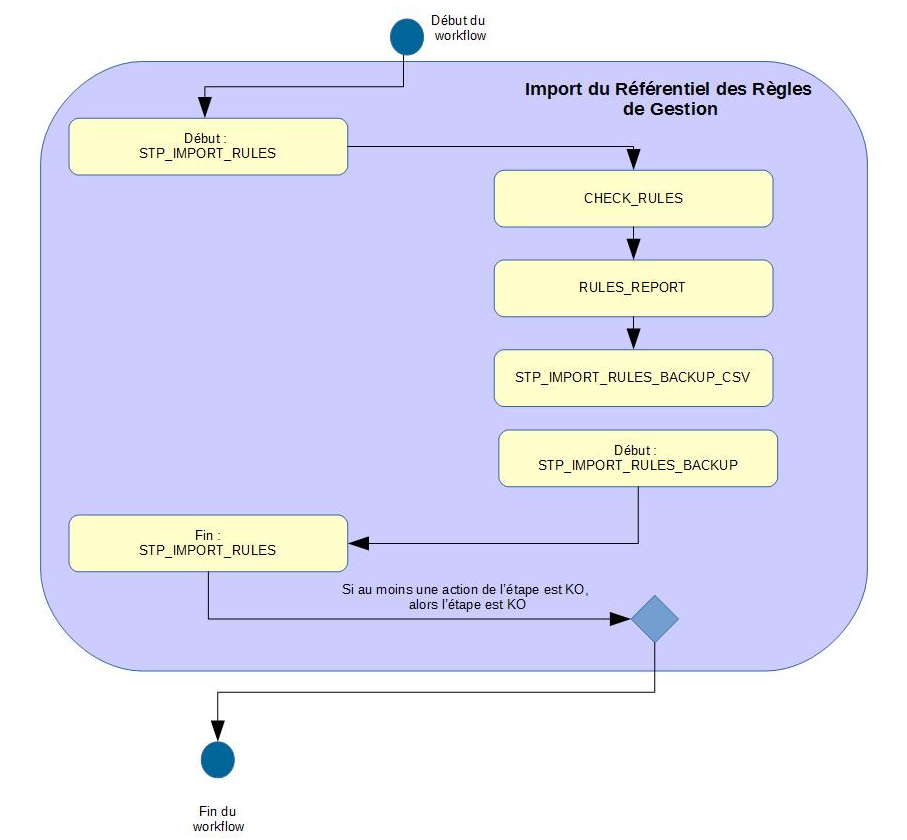 Début du
workflow
Import du Référentiel des Règles
de Gestion
Début :
STP_IMPORT_RULES
CHECK_RULES
RULES_REPORT
STP_IMPORT_RULES_BACKUP_CSV
Début :
STP_IMPORT_RULES_BACKUP
Fin :
STP_IMPORT_RULES
Si au moins une action de l'étape est KO,
alors l'étape est KO
Fin du
workflow